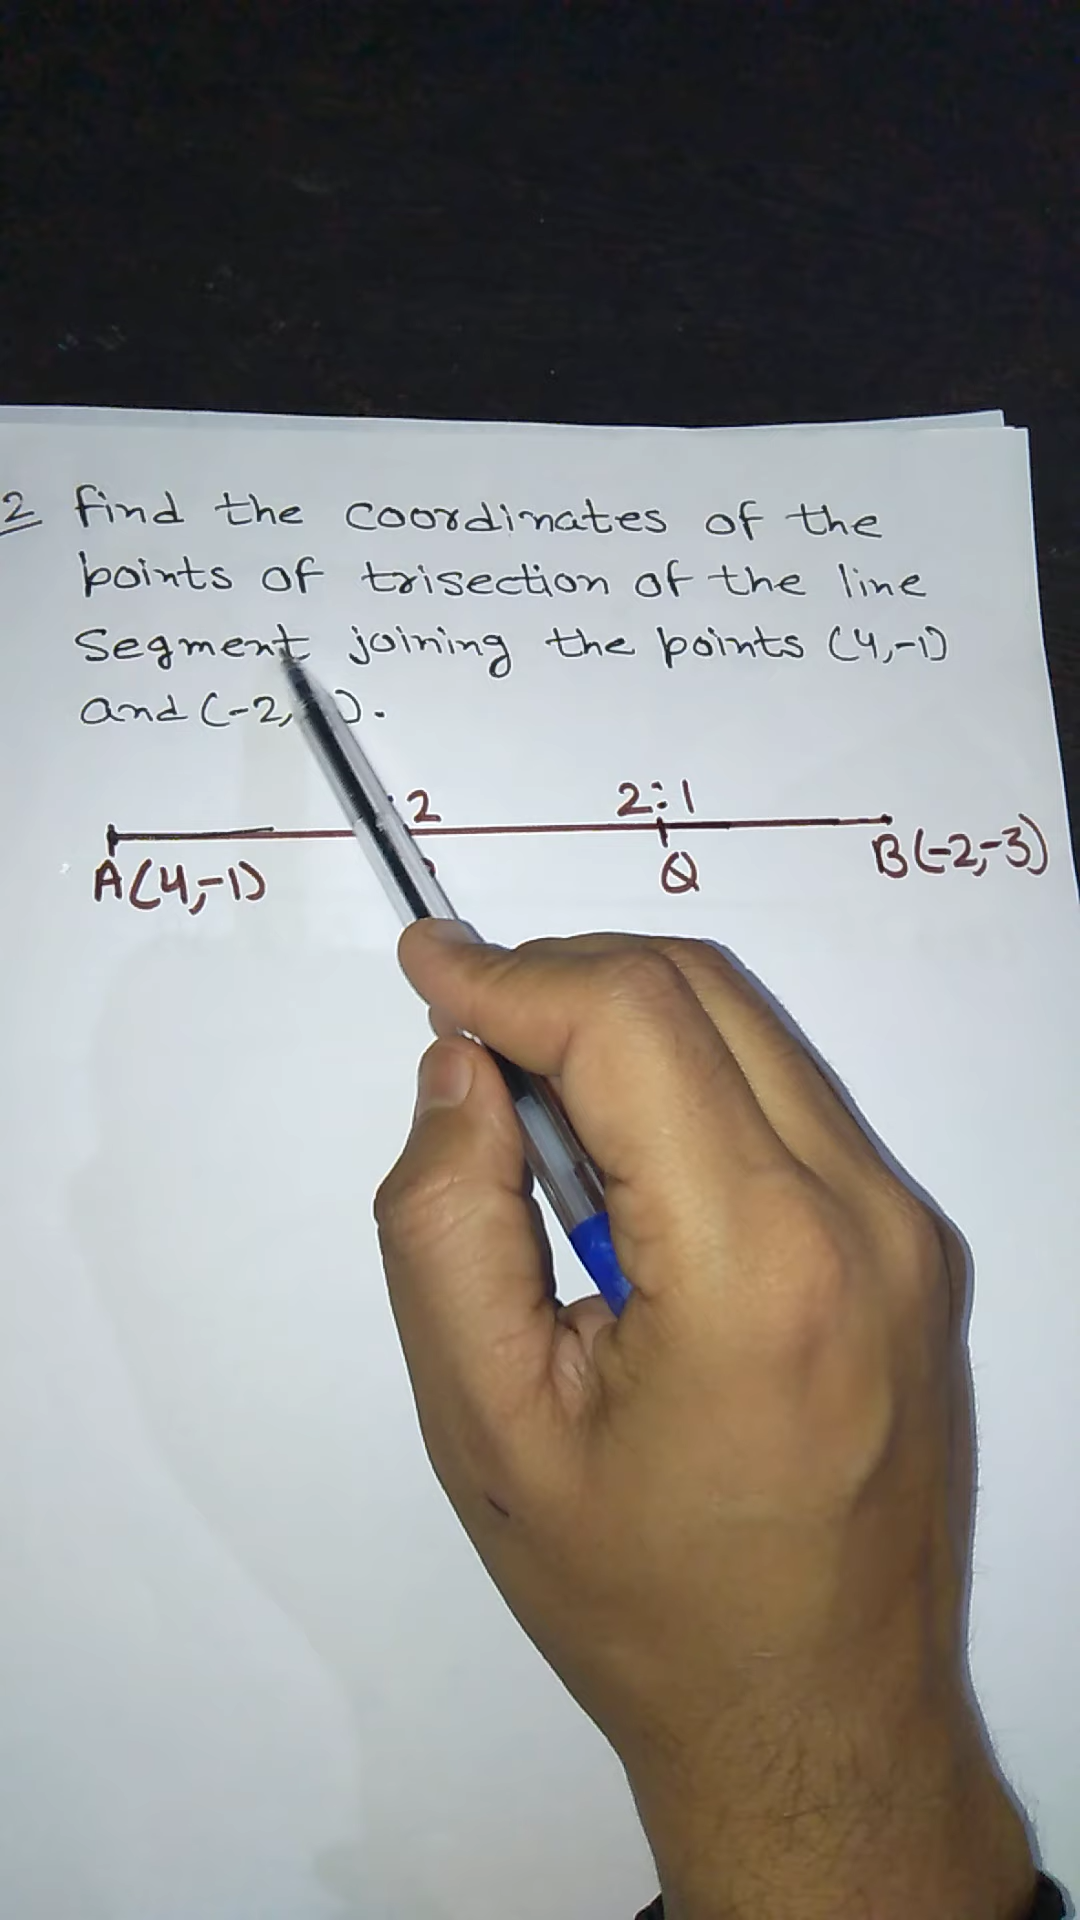 2 find the coordinates of the
points of trisection of the line
Segment joining the points (4,-1)
and (-2, ).
:2 2:1
A(4,-1) Q B(-2,-3)